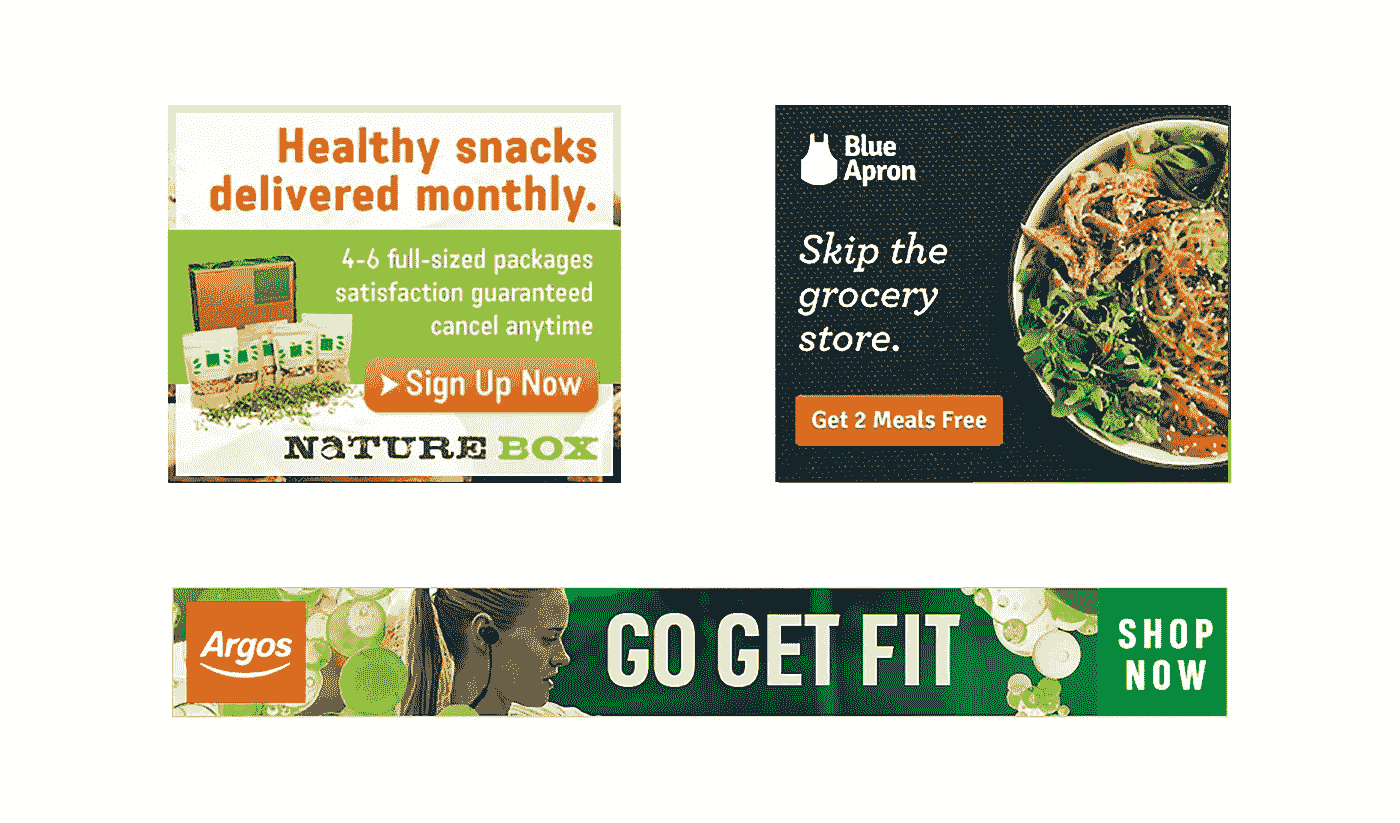 Healthy snacks
delivered monthly.
4-6 full-sized packages
satisfaction guaranteed
cancel anytime
Sign Up Now
NaTURE BOX
Blue
Apron
Skip the
grocery
store.
Get 2 Meals Free
Argos
GO GET FIT
SHOP
NOW